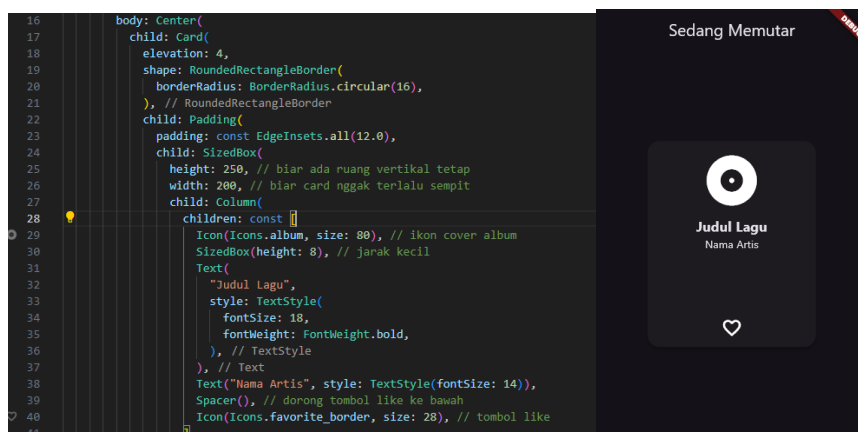 16 body: Center(
17 child: Card(
18 elevation: 4,
19 shape: RoundedRectangleBorder(
20 borderRadius: BorderRadius.circular(16),
21 ), // RoundedRectangleBorder
22 child: Padding(
23 padding: const EdgeInsets.all(12.0),
24 child: SizedBox(
25 height: 250, // biar ada ruang vertikal tetap
26 width: 200, // biar card nggak terlalu sempit
27 child: Column(
28 children: const [
29 Icon(Icons.album, size: 80), // ikon cover album
30 SizedBox(height: 8), // jarak kecil
31 Text(
32 "Judul Lagu",
33 style: TextStyle(
34 fontSize: 18,
35 fontWeight: FontWeight.bold,
36 ), // TextStyle
37 ), // Text
38 Text("Nama Artis", style: TextStyle(fontSize: 14)),
39 Spacer(), // dorong tombol like ke bawah
40 Icon(Icons.favorite_border, size: 28), // tombol like
Sedang Memutar
Judul Lagu
Nama Artis